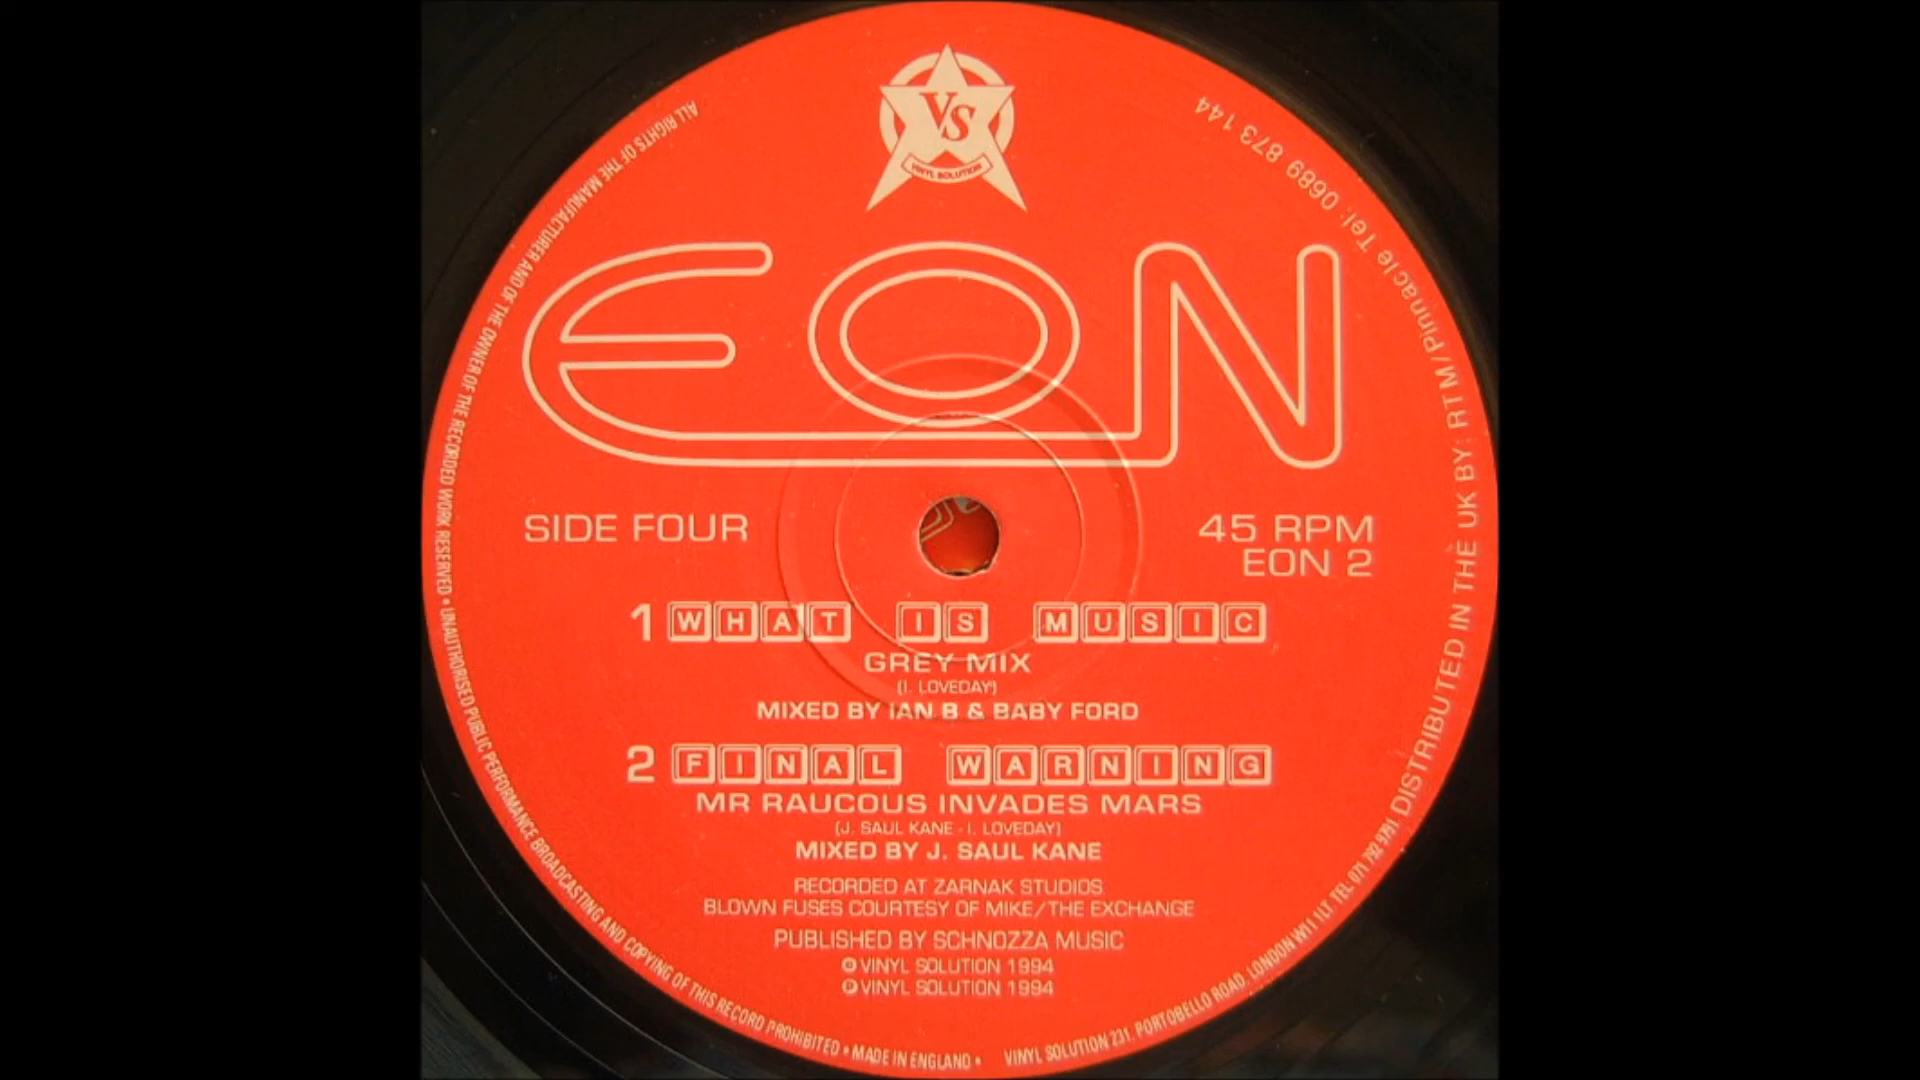 VS
VINYL SOLUTION
EON
SIDE FOUR
45 RPM
EON 2
1 WHAT IS MUSIC
GREY MIX
(I. LOVEDAY)
MIXED BY IAN B & BABY FORD
2 FINAL WARNING
MR RAUCOUS INVADES MARS
(J. SAUL KANE - I. LOVEDAY)
MIXED BY J. SAUL KANE
RECORDED AT ZARNAK STUDIOS.
BLOWN FUSES COURTESY OF MIKE/THE EXCHANGE
PUBLISHED BY SCHNOZZA MUSIC
© VINYL SOLUTION 1994
℗ VINYL SOLUTION 1994
ALL RIGHTS OF THE MANUFACTURER AND OF THE OWNER OF THE RECORDED WORK RESERVED • UNAUTHORISED PUBLIC PERFORMANCE BROADCASTING AND COPYING OF THIS RECORD PROHIBITED • MADE IN ENGLAND •
VINYL SOLUTION 231, PORTOBELLO ROAD, LONDON W11 1LT. TEL 071 792 9791. DISTRIBUTED IN THE UK BY: RTM/Pinnacle Tel: 0689 873 144